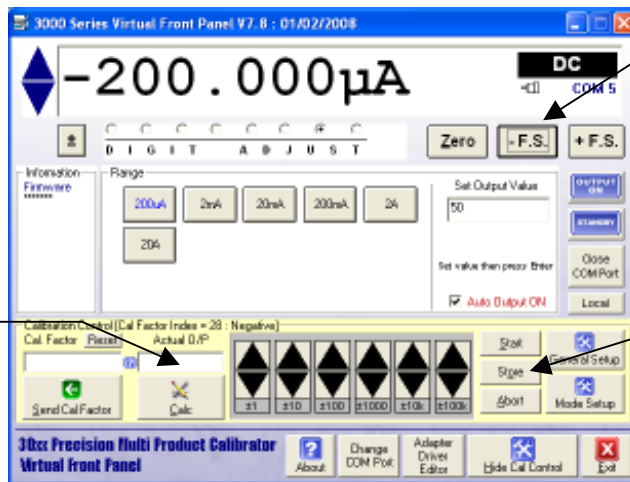 3000 Series Virtual Front Panel V7.8 : 01/02/2008
-200.000µA
DC
COM 5
±
DIGIT ADJUST
Zero
- F.S.
+ F.S.
Information
Firmware
Range
200uA
2mA
20mA
200mA
2A
20A
Set Output Value
50
Set value then press Enter
Auto Output ON
OUTPUT ON
STANDBY
Close COM Port
Local
Calibration Control [Cal Factor Index = 28 : Negative]
Cal. Factor
Reset
Actual O/P
Send Cal Factor
Calc
±1
±10
±100
±1000
±10k
±100k
Start
Store
Abort
General Setup
Mode Setup
30xx Precision Multi Product Calibrator
Virtual Front Panel
About
Change COM Port
Adapter Driver Editor
Hide Cal Control
Exit